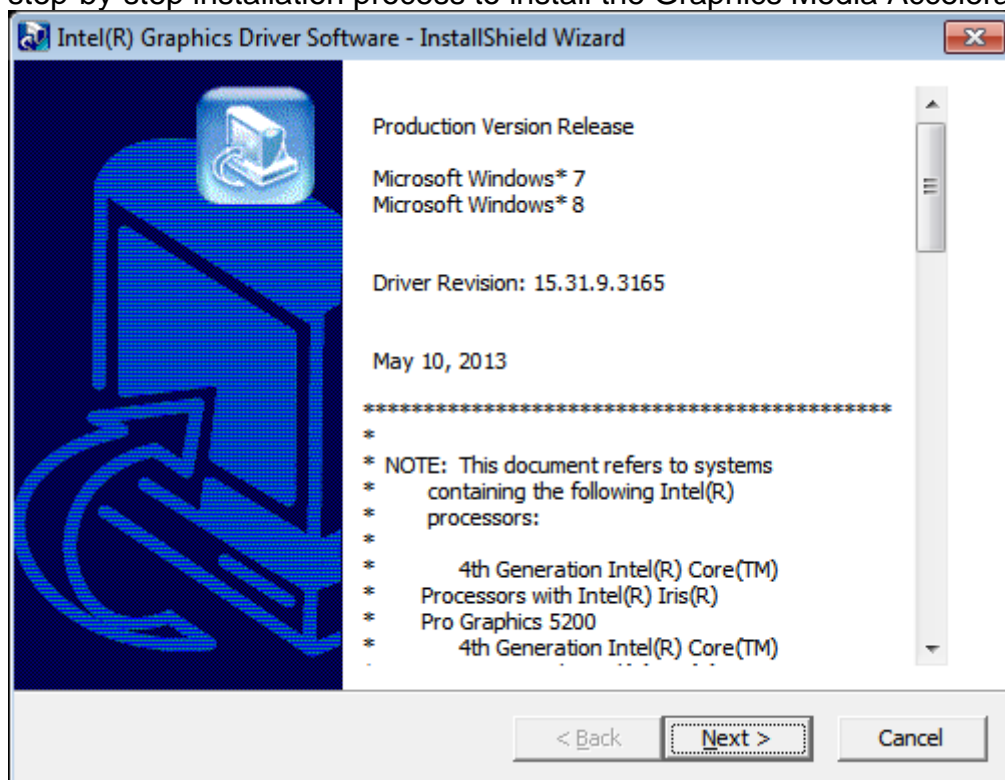 step-by-step installation process to install the Graphics Media
Intel(R) Graphics Driver Software - InstallShield Wizard
Production Version Release
Microsoft Windows* 7
Microsoft Windows* 8
Driver Revision: 15.31.9.3165
May 10, 2013
********************************************
*
* NOTE: This document refers to systems
* containing the following Intel(R)
* processors:
*
* 4th Generation Intel(R) Core(TM)
* Processors with Intel(R) Iris(R)
* Pro Graphics 5200
* 4th Generation Intel(R) Core(TM)
< Back Next > Cancel